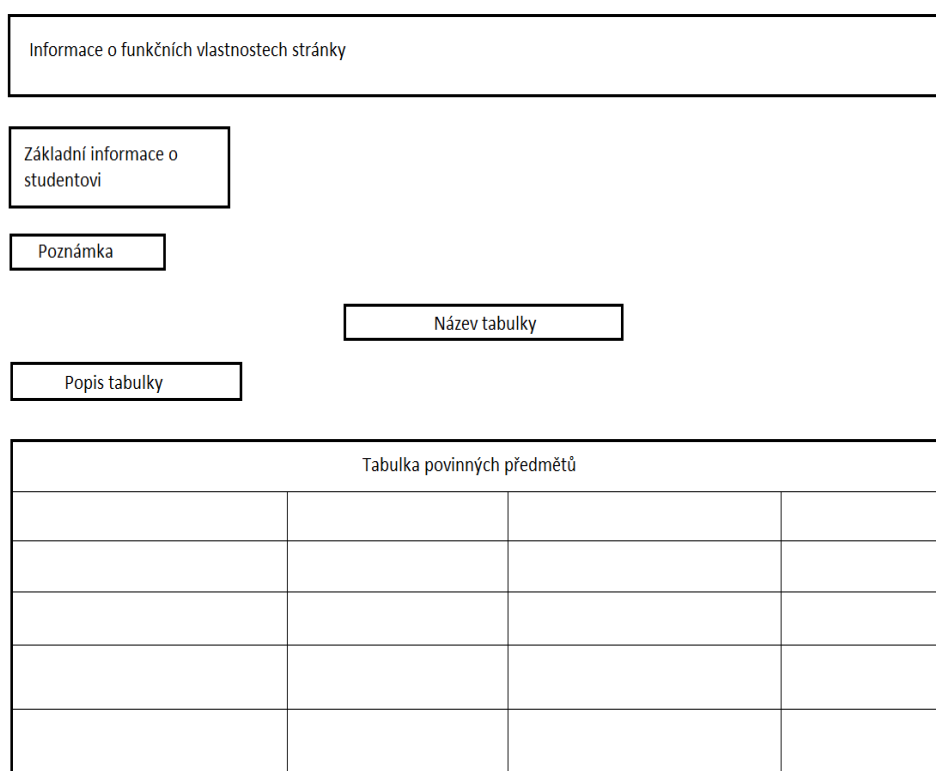 Informace o funkčních vlastnostech stránky
Základní informace o
studentovi
Poznámka
Název tabulky
Popis tabulky
Tabulka povinných předmětů